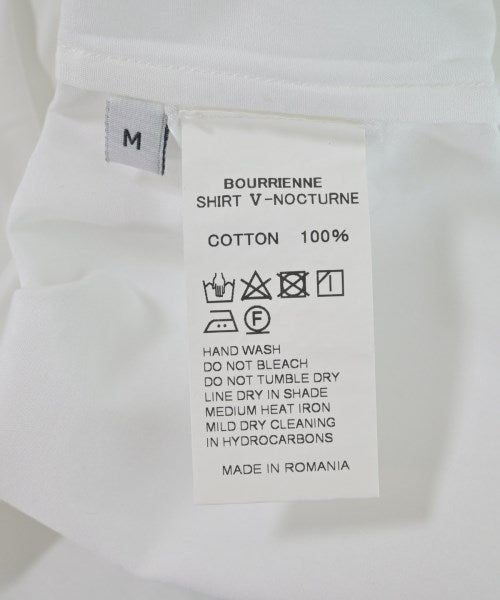 M
BOURRIENNE
SHIRT V-NOCTURNE
COTTON 100%
F
HAND WASH
DO NOT BLEACH
DO NOT TUMBLE DRY
LINE DRY IN SHADE
MEDIUM HEAT IRON
MILD DRY CLEANING
IN HYDROCARBONS
MADE IN ROMANIA